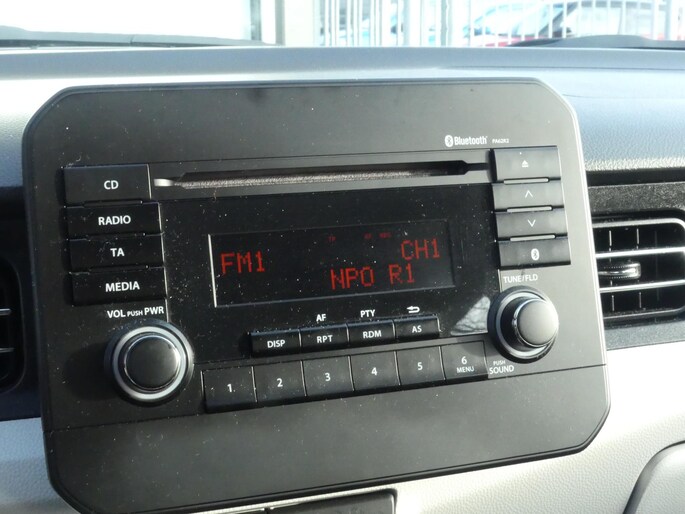 Bluetooth PA62R2
CD
RADIO
TA
MEDIA
FM1 CH1
NPO R1
VOL PUSH PWR
TUNE/FLD
AF PTY
DISP RPT RDM AS
1 2 3 4 5 6
MENU
PUSH
SOUND